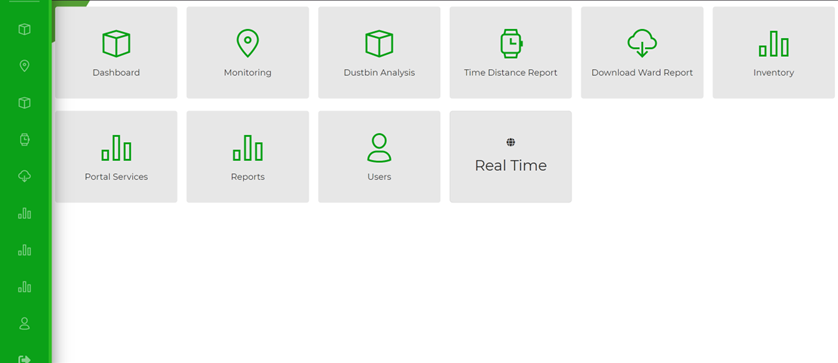 Dashboard
Monitoring
Dustbin Analysis
Time Distance Report
Download Ward Report
Inventory
Portal Services
Reports
Users
Real Time